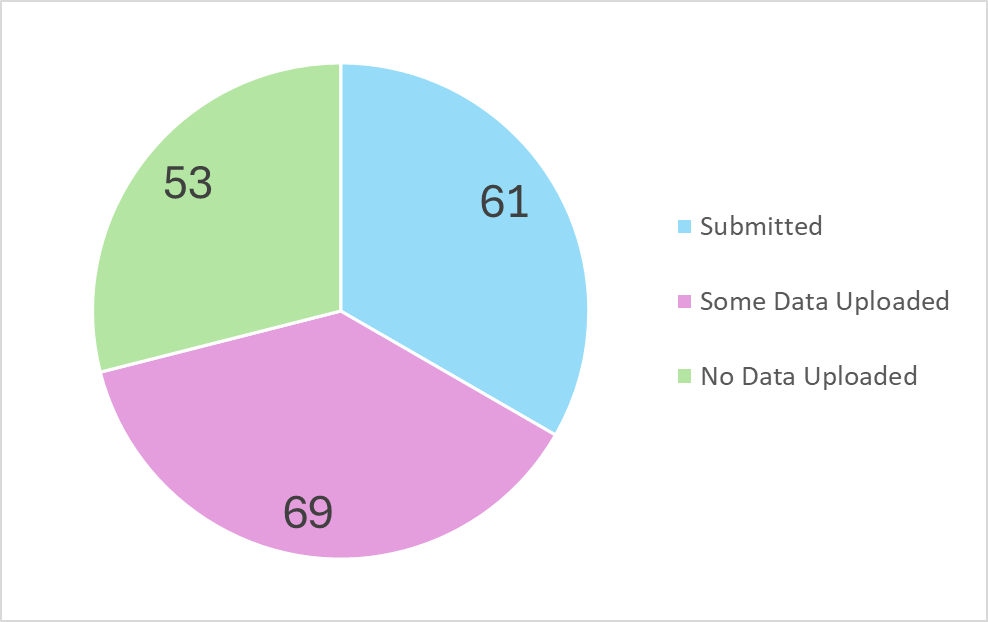 53
61
69
Submitted
Some Data Uploaded
No Data Uploaded